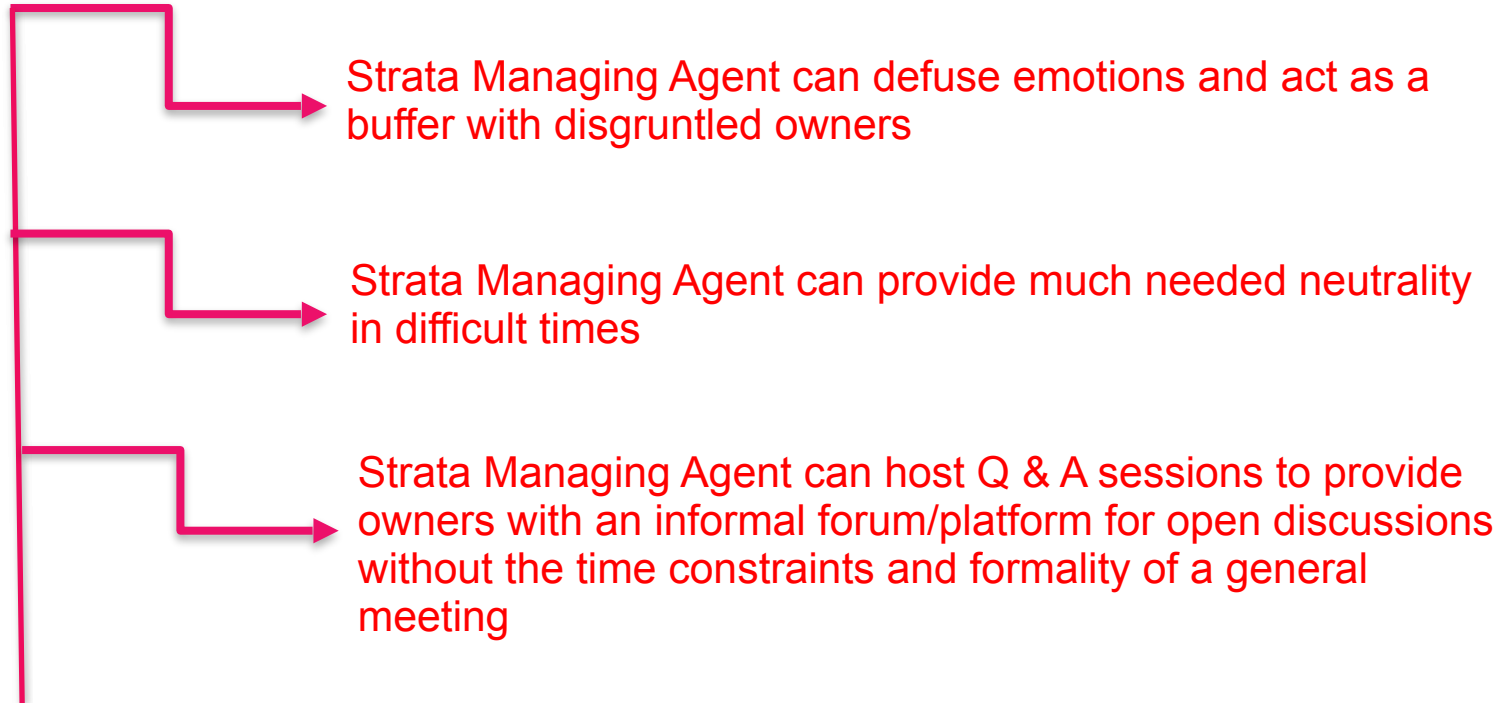 Strata Managing Agent can defuse emotions and act as a
buffer with disgruntled owners
Strata Managing Agent can provide much needed neutrality
in difficult times
Strata Managing Agent can host Q & A sessions to provide
owners with an informal forum/platform for open discussions
without the time constraints and formality of a general
meeting